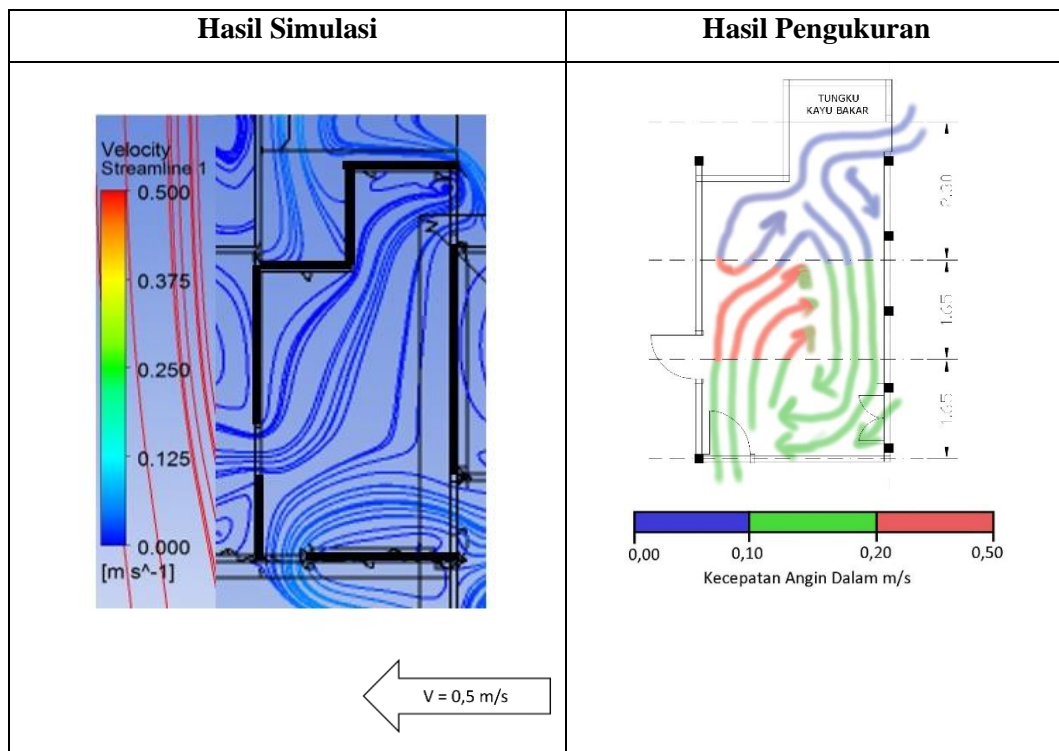 Hasil Simulasi
Hasil Pengukuran
Velocity
Streamline 1
0.500
0.375
0.250
0.125
0.000
[m s^-1]
V = 0,5 m/s
TUNGKU
KAYU BAKAR
2.30
1.65
1.65
0,00
0,10
0,20
0,50
Kecepatan Angin Dalam m/s